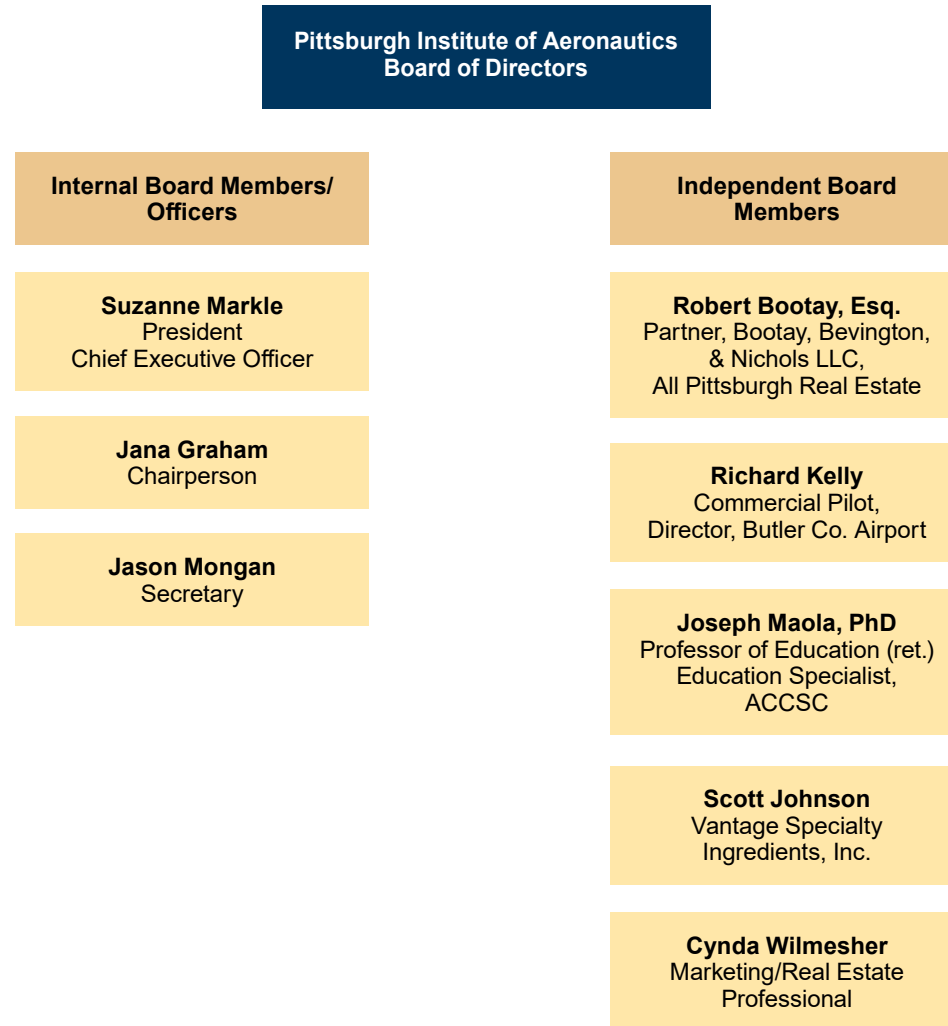 Pittsburgh Institute of Aeronautics
Board of Directors
Internal Board Members/
Officers
Suzanne Markle
President
Chief Executive Officer
Jana Graham
Chairperson
Jason Mongan
Secretary
Independent Board
Members
Robert Bootay, Esq.
Partner, Bootay, Bevington,
& Nichols LLC,
All Pittsburgh Real Estate
Richard Kelly
Commercial Pilot,
Director, Butler Co. Airport
Joseph Maola, PhD
Professor of Education (ret.)
Education Specialist,
ACCSC
Scott Johnson
Vantage Specialty
Ingredients, Inc.
Cynda Wilmesher
Marketing/Real Estate
Professional